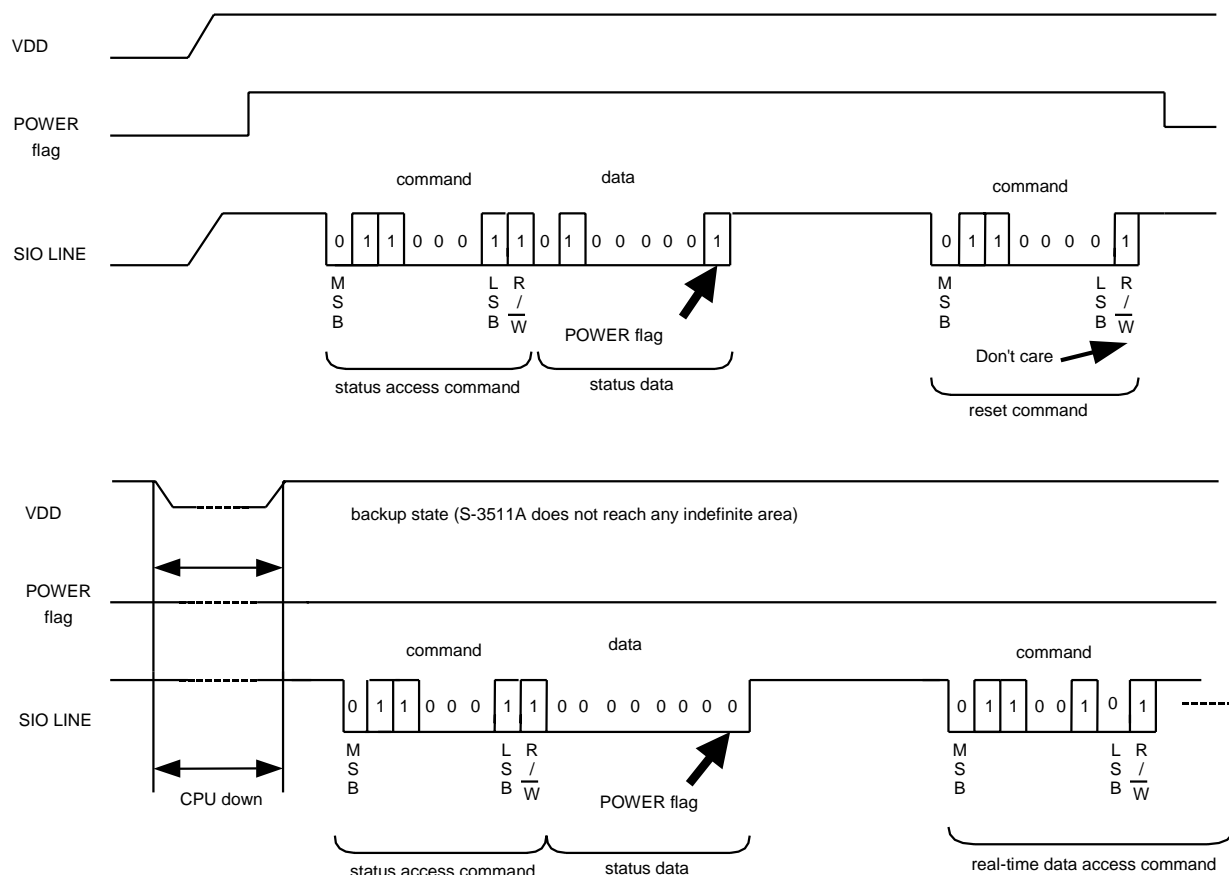 VDD
POWER
flag
command data
command
SIO LINE
0 1 1 0 0 0 1 1 0 1 0 0 0 0 0 1
0 1 1 0 0 0 0 1
M
S
B
L
S
B
R
/
W
POWER flag
M
S
B
L
S
B
R
/
W
Don't care
status access command
status data
reset command
VDD
backup state (S-3511A does not reach any indefinite area)
POWER
flag
command data
command
SIO LINE
0 1 1 0 0 0 1 1 0 0 0 0 0 0 0 0
0 1 1 0 0 1 0 1
M
S
B
L
S
B
R
/
W
POWER flag
M
S
B
L
S
B
R
/
W
CPU down
status access command
status data
real-time data access command